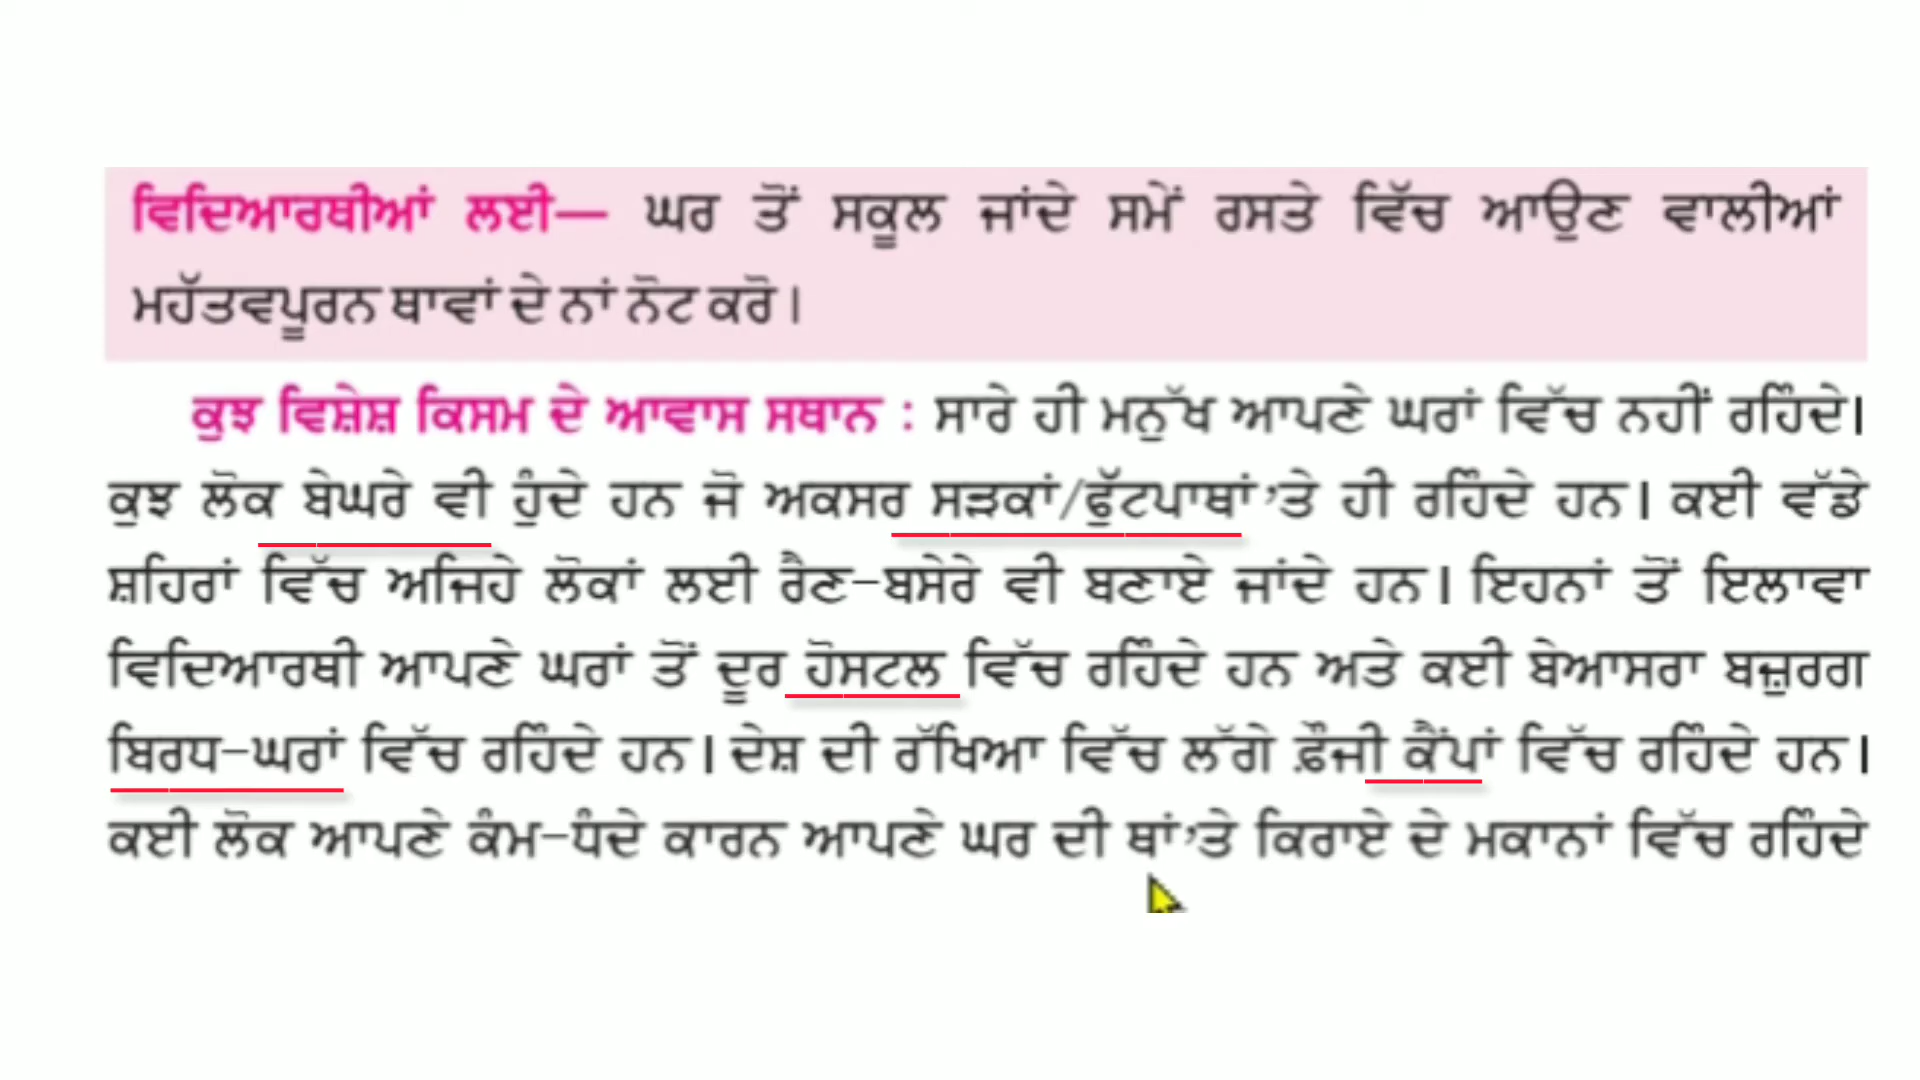 ਵਿਦਿਆਰਥੀਆਂ ਲਈ— ਘਰ ਤੋਂ ਸਕੂਲ ਜਾਂਦੇ ਸਮੇਂ ਰਸਤੇ ਵਿੱਚ ਆਉਣ ਵਾਲੀਆਂ
ਮਹੱਤਵਪੂਰਨ ਥਾਵਾਂ ਦੇ ਨਾਂ ਨੋਟ ਕਰੋ।
ਕੁਝ ਵਿਸ਼ੇਸ਼ ਕਿਸਮ ਦੇ ਆਵਾਸ ਸਥਾਨ : ਸਾਰੇ ਹੀ ਮਨੁੱਖ ਆਪਣੇ ਘਰਾਂ ਵਿੱਚ ਨਹੀਂ ਰਹਿੰਦੇ।
ਕੁਝ ਲੋਕ ਬੇਘਰੇ ਵੀ ਹੁੰਦੇ ਹਨ ਜੋ ਅਕਸਰ ਸੜਕਾਂ/ਫੁੱਟਪਾਥਾਂ ’ਤੇ ਹੀ ਰਹਿੰਦੇ ਹਨ। ਕਈ ਵੱਡੇ
ਸ਼ਹਿਰਾਂ ਵਿੱਚ ਅਜਿਹੇ ਲੋਕਾਂ ਲਈ ਰੈਣ-ਬਸੇਰੇ ਵੀ ਬਣਾਏ ਜਾਂਦੇ ਹਨ। ਇਹਨਾਂ ਤੋਂ ਇਲਾਵਾ
ਵਿਦਿਆਰਥੀ ਆਪਣੇ ਘਰਾਂ ਤੋਂ ਦੂਰ ਹੋਸਟਲ ਵਿੱਚ ਰਹਿੰਦੇ ਹਨ ਅਤੇ ਕਈ ਬੇਆਸਰਾ ਬਜ਼ੁਰਗ
ਬਿਰਧ-ਘਰਾਂ ਵਿੱਚ ਰਹਿੰਦੇ ਹਨ। ਦੇਸ਼ ਦੀ ਰੱਖਿਆ ਵਿੱਚ ਲੱਗੇ ਫ਼ੌਜੀ ਕੈਂਪਾਂ ਵਿੱਚ ਰਹਿੰਦੇ ਹਨ।
ਕਈ ਲੋਕ ਆਪਣੇ ਕੰਮ-ਧੰਦੇ ਕਾਰਨ ਆਪਣੇ ਘਰ ਦੀ ਥਾਂ ’ਤੇ ਕਿਰਾਏ ਦੇ ਮਕਾਨਾਂ ਵਿੱਚ ਰਹਿੰਦੇ